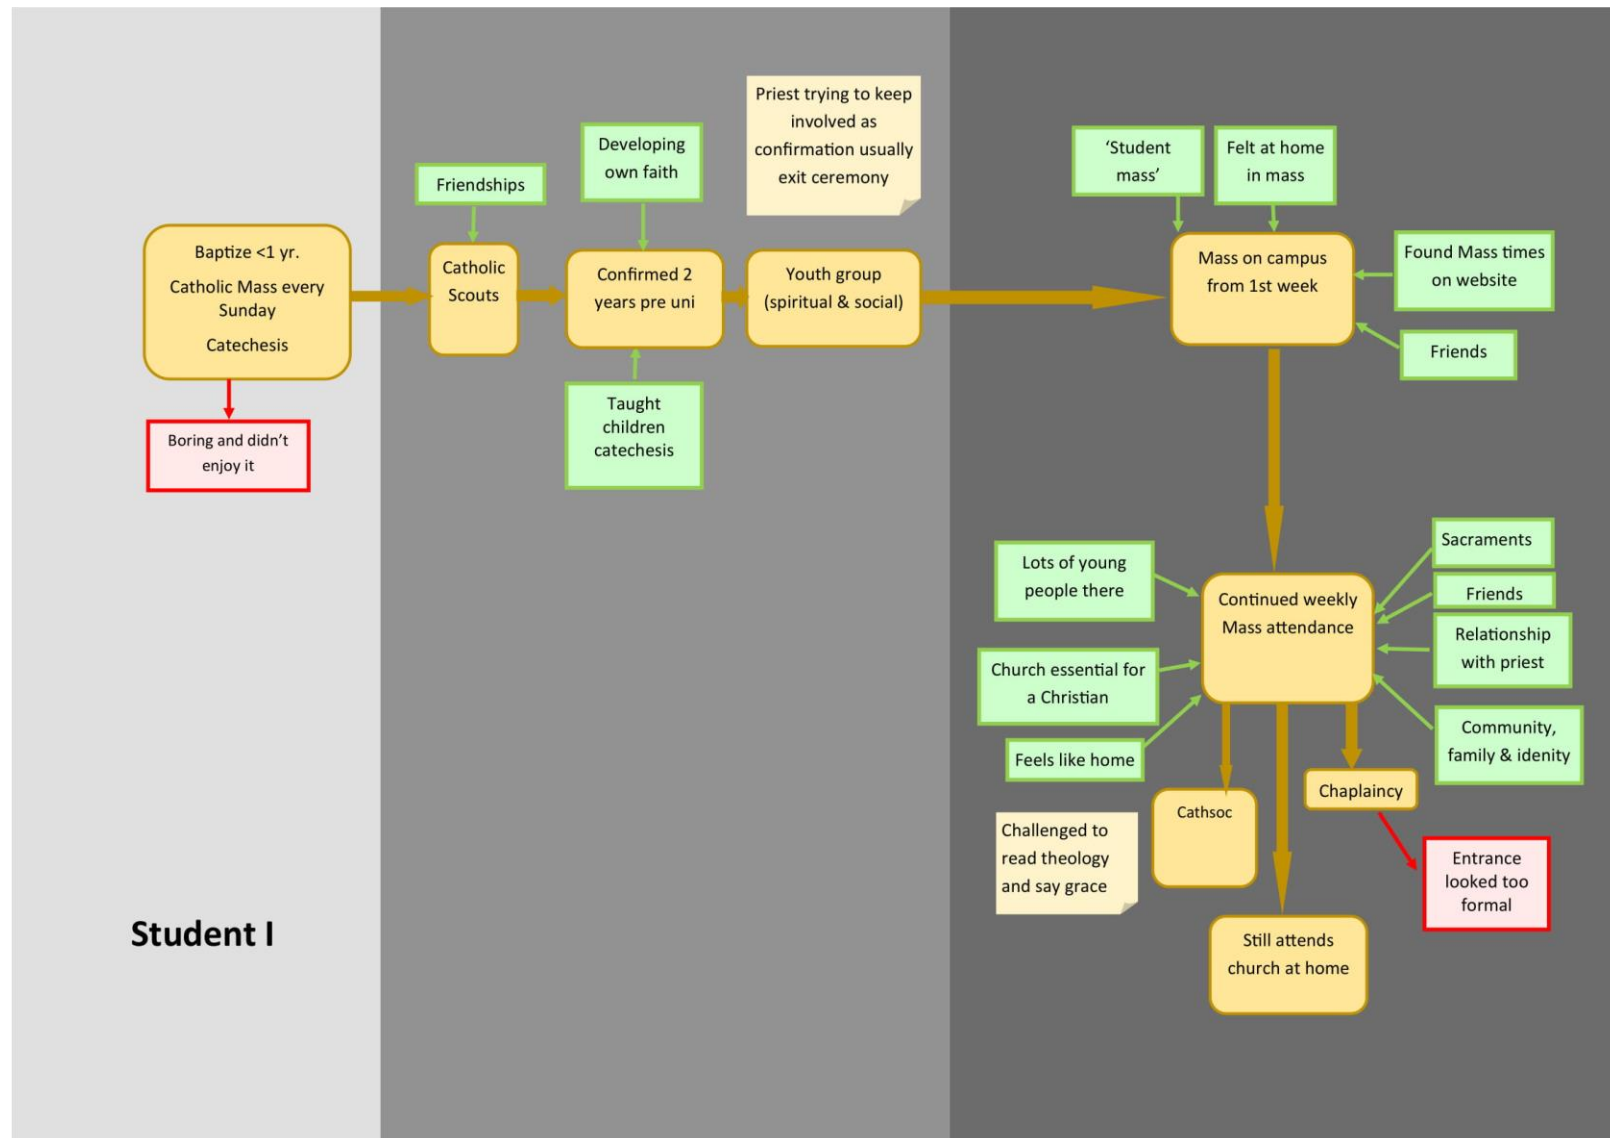 Baptize <1 yr.
Catholic Mass every
Sunday
Catechesis
Boring and didn't
enjoy it
Student I
Friendships
Catholic
Scouts
Developing
own faith
Confirmed 2
years pre uni
Taught
children
catechesis
Priest trying to keep
involved as
confirmation usually
exit ceremony
Youth group
(spiritual & social)
‘Student
mass’
Felt at home
in mass
Mass on campus
from 1st week
Found Mass times
on website
Friends
Lots of young
people there
Church essential for
a Christian
Feels like home
Continued weekly
Mass attendance
Sacraments
Friends
Relationship
with priest
Community,
family & idenity
Challenged to
read theology
and say grace
Cathsoc
Chaplaincy
Entrance
looked too
formal
Still attends
church at home